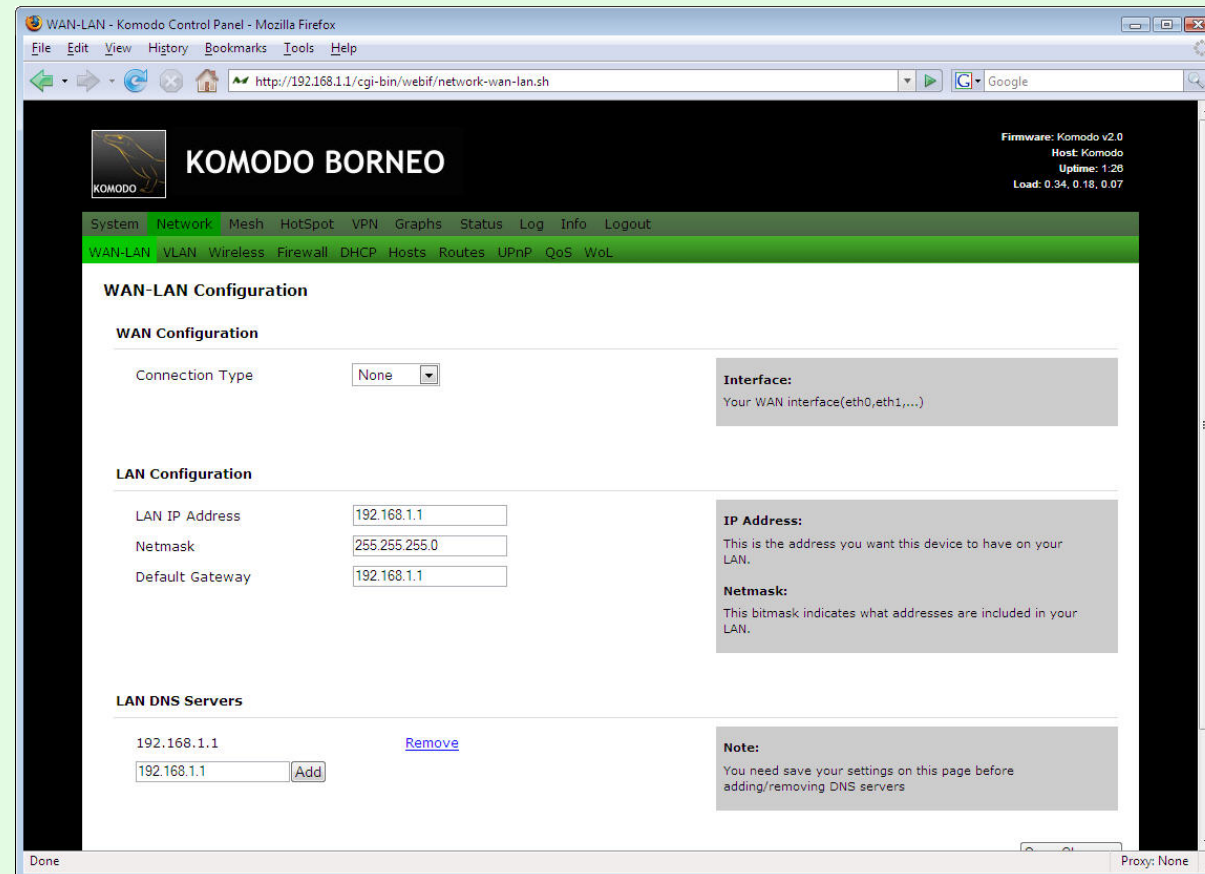 WAN-LAN - Komodo Control Panel - Mozilla Firefox
File Edit View History Bookmarks Tools Help
http://192.168.1.1/cgi-bin/webif/network-wan-lan.sh
G Google
KOMODO
KOMODO BORNEO
Firmware: Komodo v2.0
Host: Komodo
Uptime: 1:26
Load: 0.34, 0.18, 0.07
System Network Mesh HotSpot VPN Graphs Status Log Info Logout
WAN-LAN VLAN Wireless Firewall DHCP Hosts Routes UPnP QoS WoL
WAN-LAN Configuration
WAN Configuration
Connection Type None
Interface:
Your WAN interface(eth0,eth1,...)
LAN Configuration
LAN IP Address 192.168.1.1
Netmask 255.255.255.0
Default Gateway 192.168.1.1
IP Address:
This is the address you want this device to have on your
LAN.
Netmask:
This bitmask indicates what addresses are included in your
LAN.
LAN DNS Servers
192.168.1.1 Remove
192.168.1.1 Add
Note:
You need save your settings on this page before
adding/removing DNS servers
Done
Proxy: None